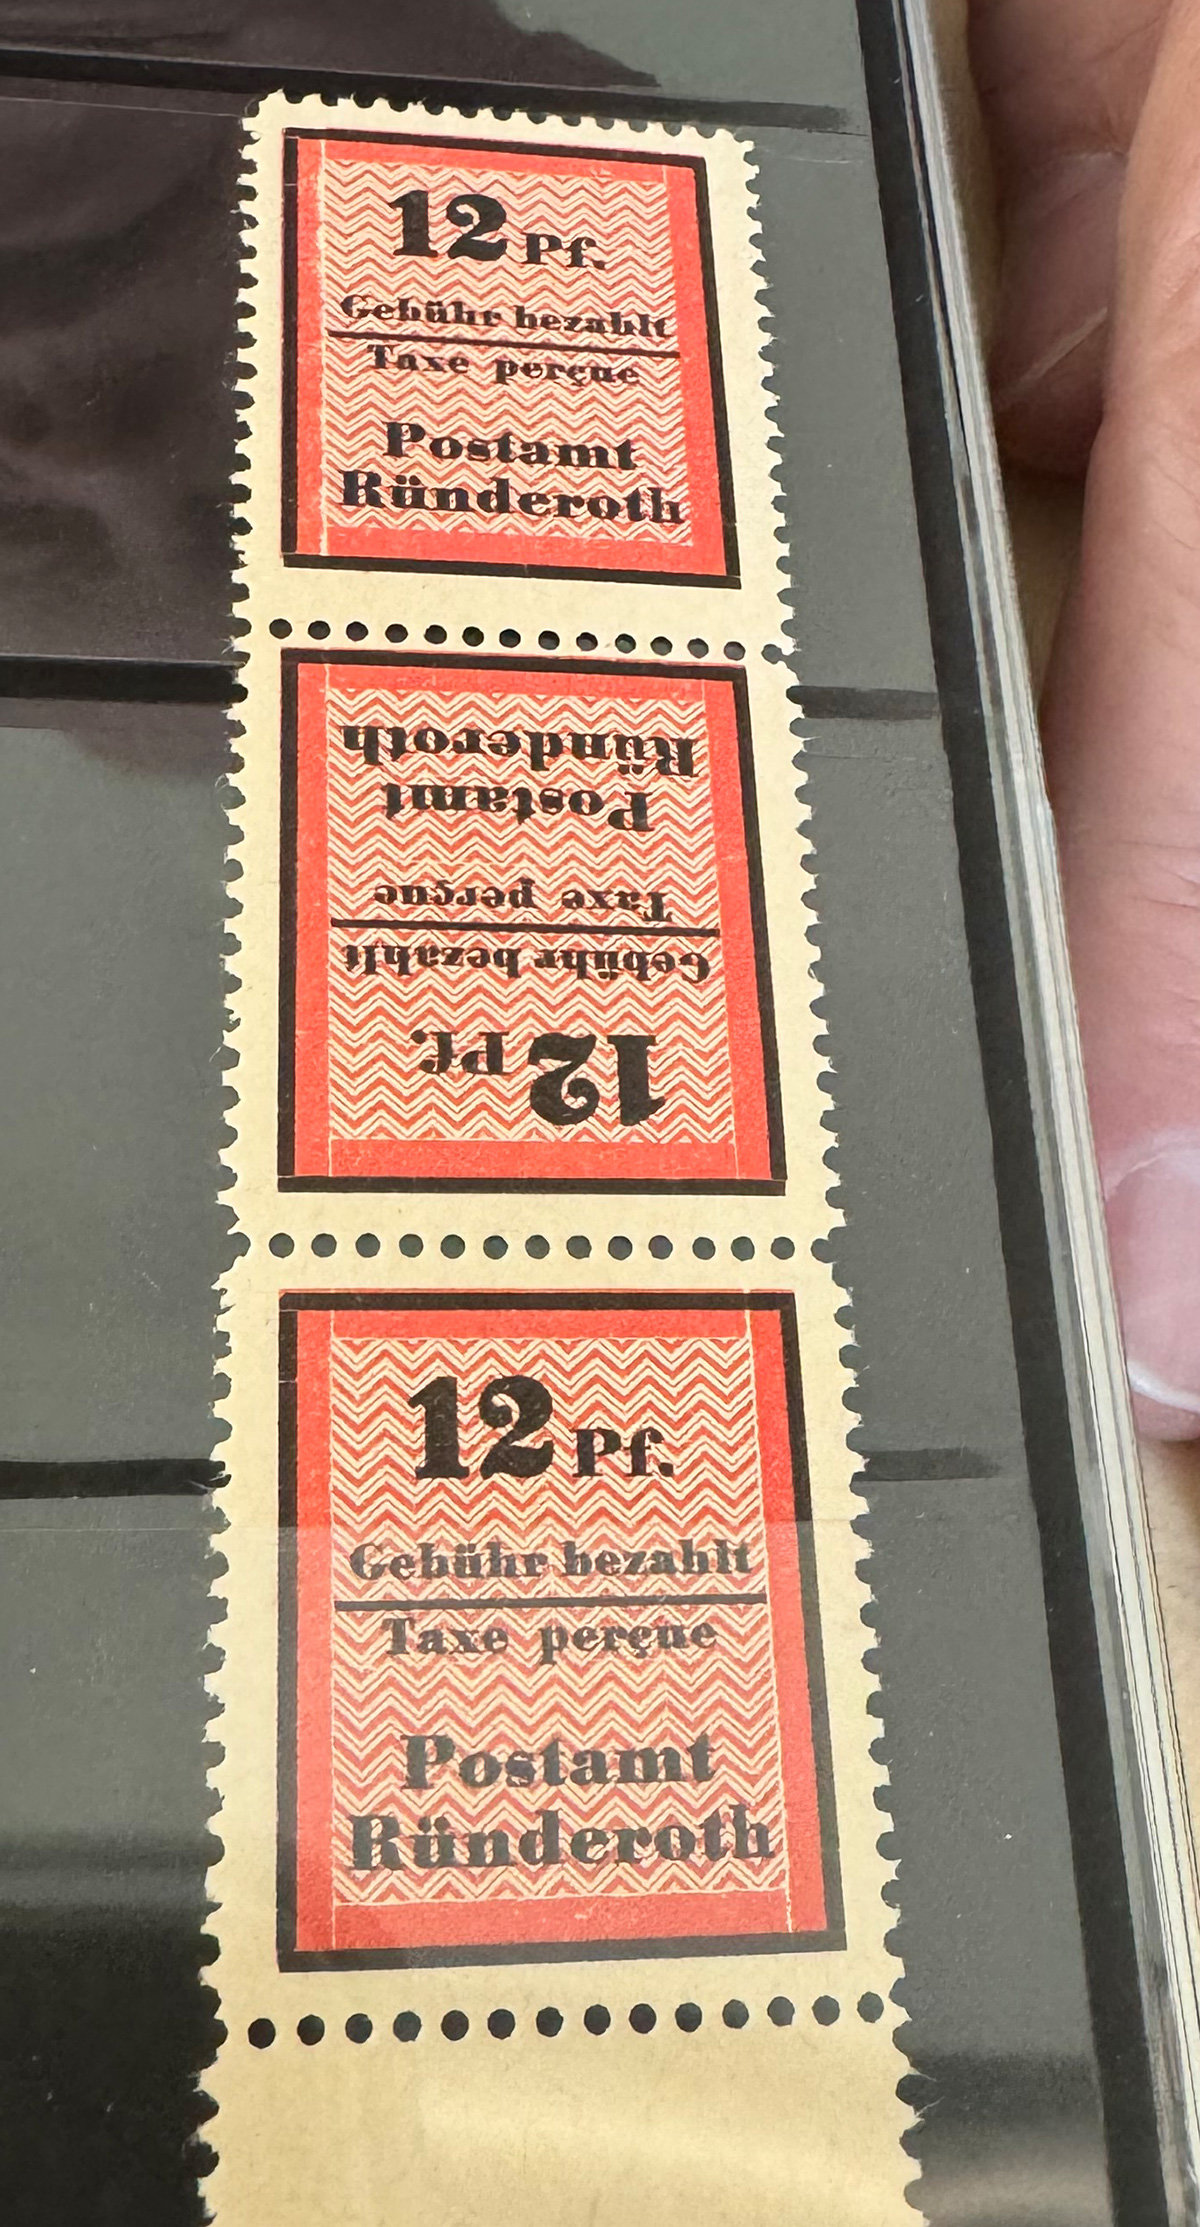 12 Pf.
Gebühr bezahlt
Taxe perçue
Postamt
Ründeroth
12 Pf.
Gebühr bezahlt
Taxe perçue
Postamt
Ründeroth
12 Pf.
Gebühr bezahlt
Taxe perçue
Postamt
Ründeroth